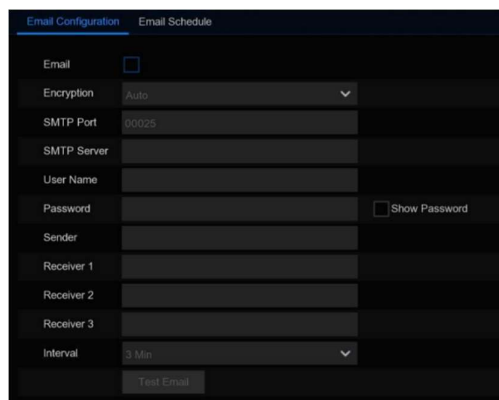 Email Configuration Email Schedule
Email
Encryption Auto
SMTP Port 00025
SMTP Server
User Name
Password Show Password
Sender
Receiver 1
Receiver 2
Receiver 3
Interval 3 Min
Test Email